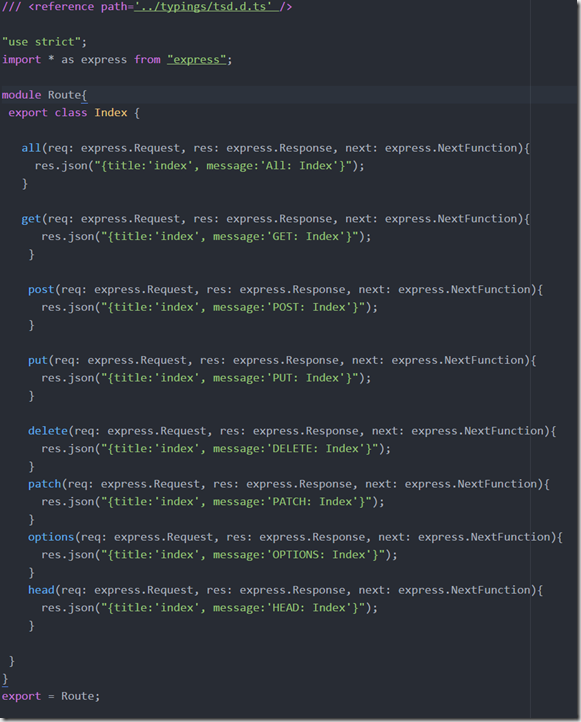 /// <reference path='../typings/tsd.d.ts' />
"use strict";
import * as express from "express";
module Route{
export class Index {
all(req: express.Request, res: express.Response, next: express.NextFunction){
res.json("{title:'index', message:'All: Index'}");
}
get(req: express.Request, res: express.Response, next: express.NextFunction){
res.json("{title:'index', message:'GET: Index'}");
}
post(req: express.Request, res: express.Response, next: express.NextFunction){
res.json("{title:'index', message:'POST: Index'}");
}
put(req: express.Request, res: express.Response, next: express.NextFunction){
res.json("{title:'index', message:'PUT: Index'}");
}
delete(req: express.Request, res: express.Response, next: express.NextFunction){
res.json("{title:'index', message:'DELETE: Index'}");
}
patch(req: express.Request, res: express.Response, next: express.NextFunction){
res.json("{title:'index', message:'PATCH: Index'}");
}
options(req: express.Request, res: express.Response, next: express.NextFunction){
res.json("{title:'index', message:'OPTIONS: Index'}");
}
head(req: express.Request, res: express.Response, next: express.NextFunction){
res.json("{title:'index', message:'HEAD: Index'}");
}
}
}
export = Route;